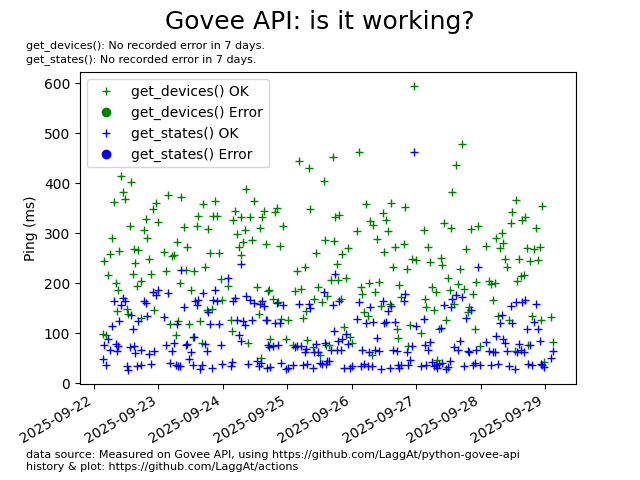 Govee API: is it working?
get_devices(): No recorded error in 7 days.
get_states(): No recorded error in 7 days.
get_devices() OK
get_devices() Error
get_states() OK
get_states() Error
Ping (ms)
600
500
400
300
200
100
0
2025-09-22
2025-09-23
2025-09-24
2025-09-25
2025-09-26
2025-09-27
2025-09-28
2025-09-29
data source: Measured on Govee API, using https://github.com/LaggAt/python-govee-api
history & plot: https://github.com/LaggAt/actions